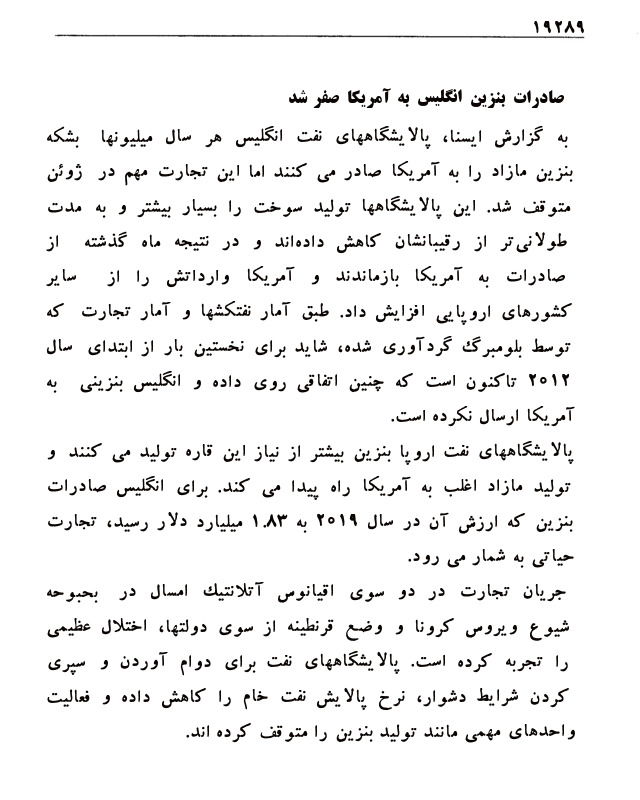 ۱۹۲۸۹
صادرات بنزین انگلیس به آمریکا صفر شد
به گزارش ایسنا، پالایشگاههای نفت انگلیس هر سال میلیونها بشکه
بنزین مازاد را به آمریکا صادر می کنند اما این تجارت مهم در ژوئن
متوقف شد. این پالایشگاهها تولید سوخت را بسیار بیشتر و به مدت
طولانی‌تر از رقیبانشان کاهش داده‌اند و در نتیجه ماه گذشته از
صادرات به آمریکا بازماندند و آمریکا وارداتش را از سایر
کشورهای اروپایی افزایش داد. طبق آمار نفتکشها و آمار تجارت که
توسط بلومبرگ گردآوری شده، شاید برای نخستین بار از ابتدای سال
۲۰۱۲ تاکنون است که چنین اتفاقی روی داده و انگلیس بنزینی به
آمریکا ارسال نکرده است.
پالایشگاههای نفت اروپا بنزین بیشتر از نیاز این قاره تولید می کنند و
تولید مازاد اغلب به آمریکا راه پیدا می کند. برای انگلیس صادرات
بنزین که ارزش آن در سال ۲۰۱۹ به ۱.۸۳ میلیارد دلار رسید، تجارت
حیاتی به شمار می رود.
جریان تجارت در دو سوی اقیانوس آتلانتیک امسال در بحبوحه
شیوع ویروس کرونا و وضع قرنطینه از سوی دولتها، اختلال عظیمی
را تجربه کرده است. پالایشگاههای نفت برای دوام آوردن و سپری
کردن شرایط دشوار، نرخ پالایش نفت خام را کاهش داده و فعالیت
واحدهای مهمی مانند تولید بنزین را متوقف کرده اند.